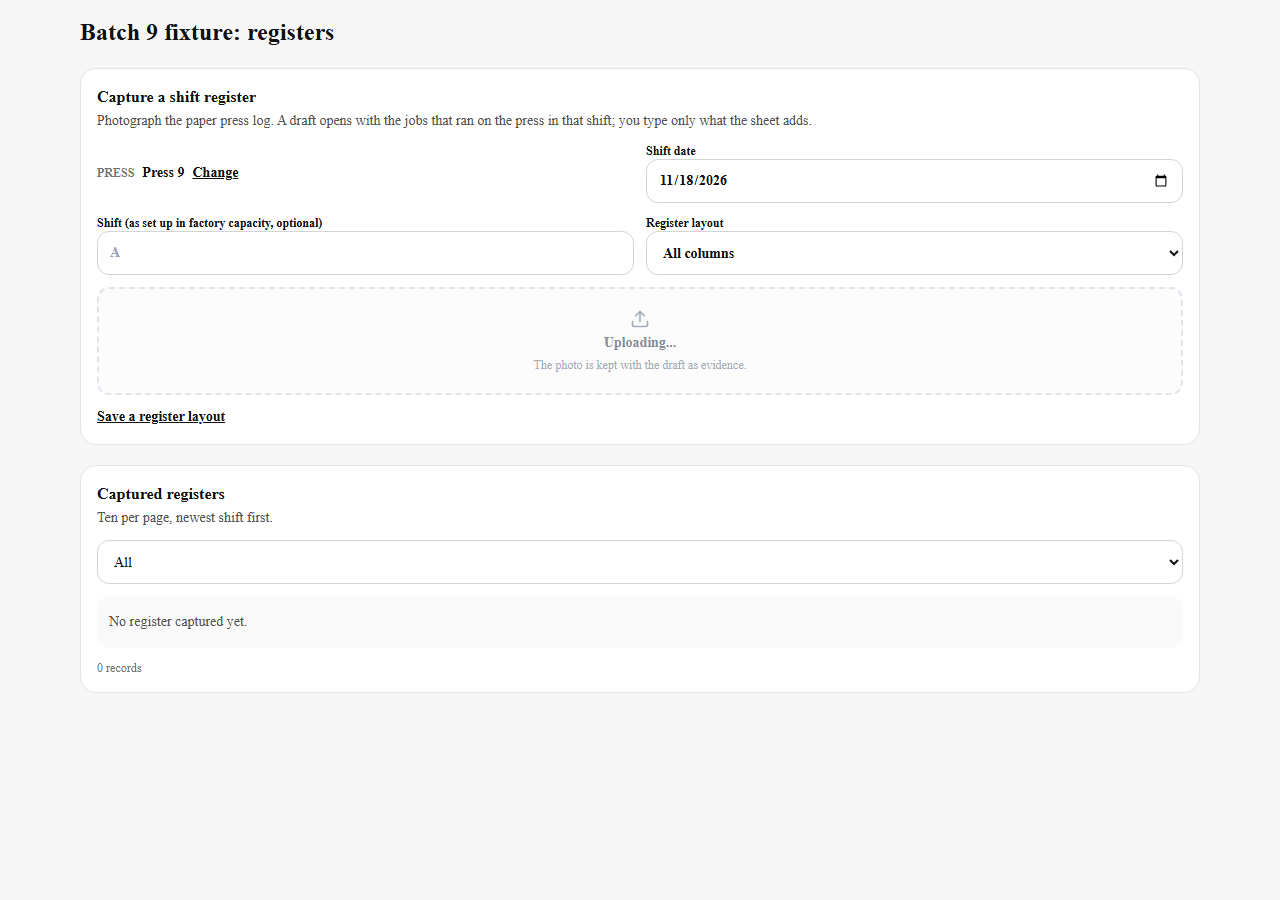 Batch 9 fixture: registers
Capture a shift register
Photograph the paper press log. A draft opens with the jobs that ran on the press in that shift; you type only what the sheet adds.
PRESS Press 9 Change
Shift date
11/18/2026
Shift (as set up in factory capacity, optional)
A
Register layout
All columns
Uploading...
The photo is kept with the draft as evidence.
Save a register layout
Captured registers
Ten per page, newest shift first.
All
No register captured yet.
0 records